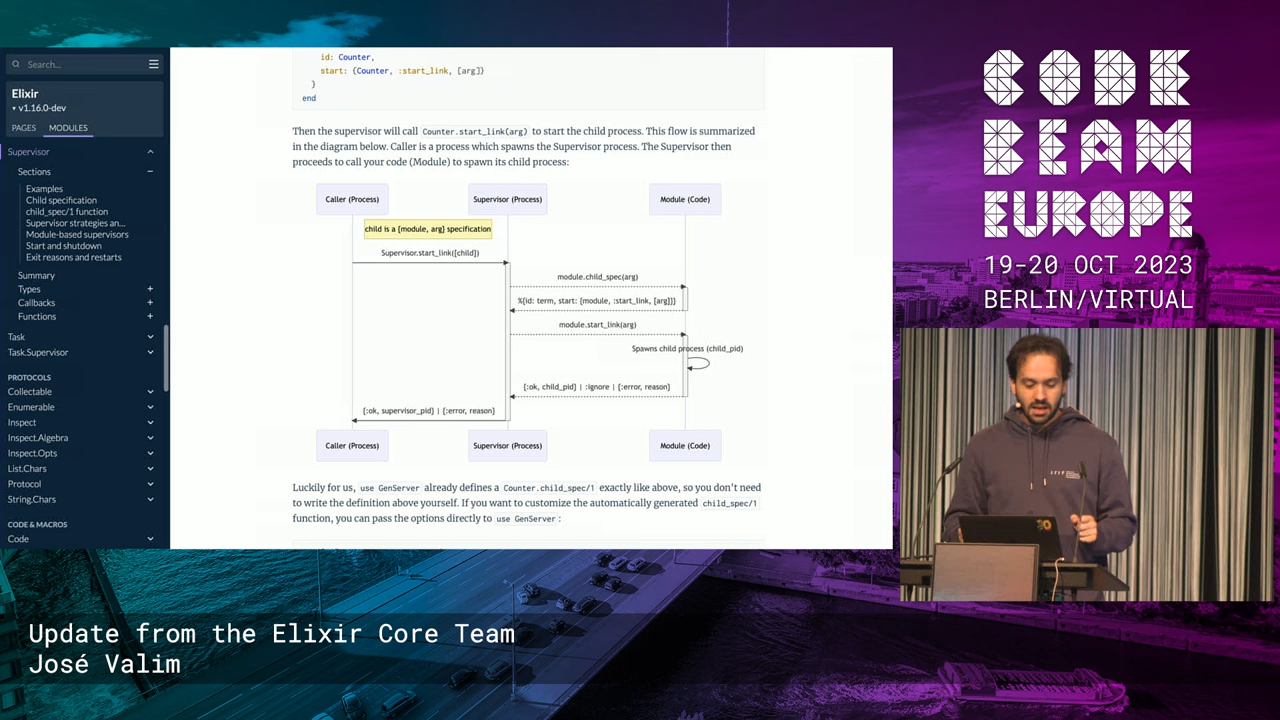 Search...
Elixir
v1.16.0-dev
PAGES MODULES
Supervisor
Sections
Examples
Child specification
child_spec/1 function
Supervisor strategies an...
Module-based supervisors
Start and shutdown
Exit reasons and restarts
Summary
Types
Callbacks
Functions
Task
Task.Supervisor
PROTOCOLS
Collectable
Enumerable
Inspect
Inspect.Algebra
Inspect.Opts
List.Chars
Protocol
String.Chars
CODE & MACROS
Code
id: Counter,
start: {Counter, :start_link, [arg]}
}
end
Then the supervisor will call Counter.start_link(arg) to start the child process. This flow is summarized
in the diagram below. Caller is a process which spawns the Supervisor process. The Supervisor then
proceeds to call your code (Module) to spawn its child process:
Caller (Process) Supervisor (Process) Module (Code)
child is a {module, arg} specification
Supervisor.start_link([child])
module.child_spec(arg)
%{id: term, start: {module, :start_link, [arg]}}
module.start_link(arg)
Spawns child process (child_pid)
{:ok, child_pid} | :ignore | {:error, reason}
{:ok, supervisor_pid} | {:error, reason}
Caller (Process) Supervisor (Process) Module (Code)
Luckily for us, use GenServer already defines a Counter.child_spec/1 exactly like above, so you don't need
to write the definition above yourself. If you want to customize the automatically generated child_spec/1
function, you can pass the options directly to use GenServer:
CODE
BEAM
EUROPE
19-20 OCT 2023
BERLIN/VIRTUAL
Update from the Elixir Core Team
José Valim